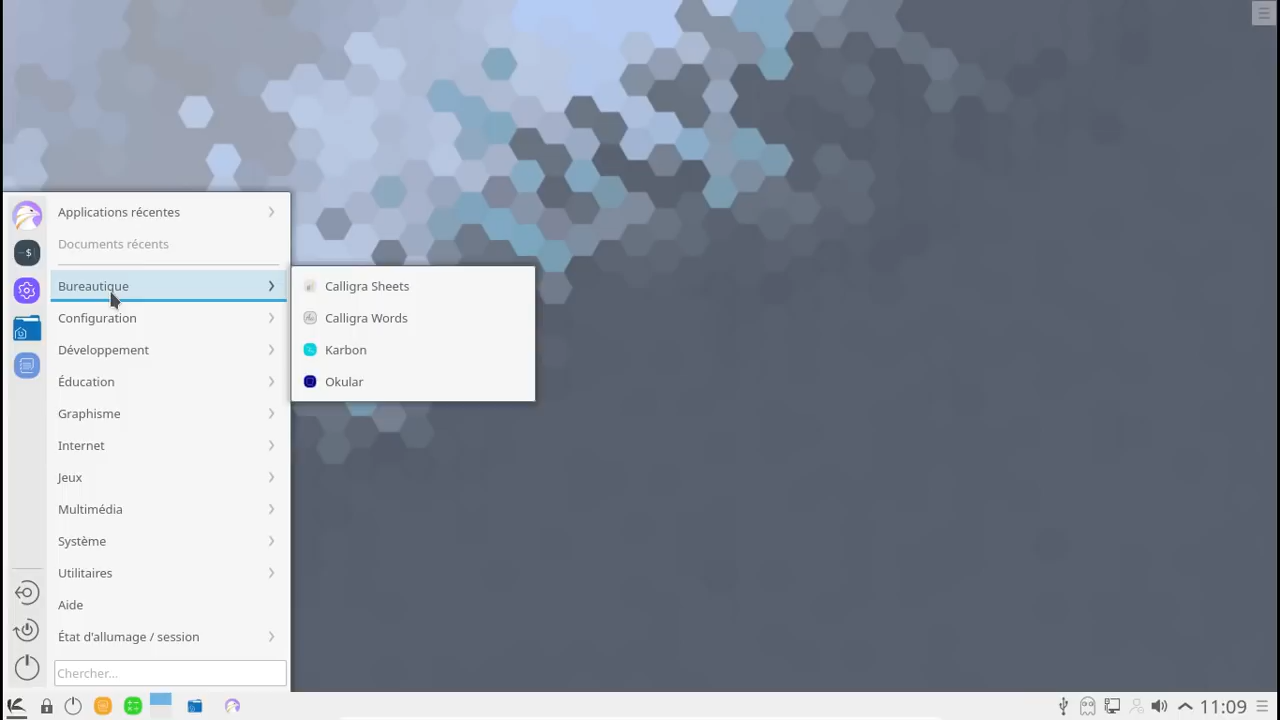 Applications récentes
Documents récents
Bureautique
Configuration
Développement
Éducation
Graphisme
Internet
Jeux
Multimédia
Système
Utilitaires
Aide
État d'allumage / session
Chercher...
Calligra Sheets
Calligra Words
Karbon
Okular
11:09